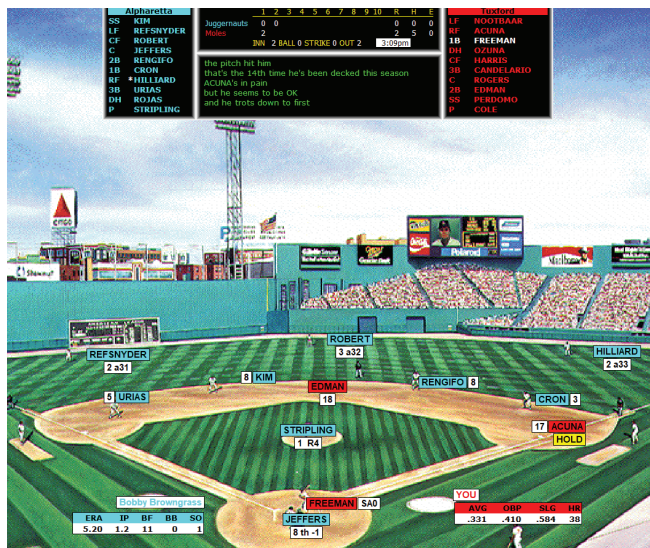 Alpharetta
SS KIM
LF REFSNYDER
CF ROBERT
C JEFFERS
2B RENGIFO
1B CRON
RF *HILLIARD
3B URIAS
DH ROJAS
P STRIPLING
1 2 3 4 5 6 7 8 9 10 R H E
Juggernauts 0 0 0 0 0
Moles 2 2 5 0
INN 2 BALL 0 STRIKE 0 OUT 2 3:09pm
the pitch hit him
that's the 14th time he's been decked this season
ACUNA's in pain
but he seems to be OK
and he trots down to first
Tuxford
LF NOOTBAAR
RF ACUNA
1B FREEMAN
DH OZUNA
CF HARRIS
3B CANDELARIO
C ROGERS
2B EDMAN
SS PERDOMO
P COLE
CITGO
P
Polaroid
Marlboro
Coca-Cola
ROBERT
3 a32
REFSNYDER
2 a31
HILLIARD
2 a33
8 KIM
EDMAN
18
RENGIFO 8
5 URIAS
CRON 3
STRIPLING
1 R4
17 ACUNA
HOLD
FREEMAN SA0
JEFFERS
8 th -1
Bobby Browngrass
ERA IP BF BB SO
5.20 1.2 11 0 1
YOU
AVG OBP SLG HR
.331 .410 .584 38